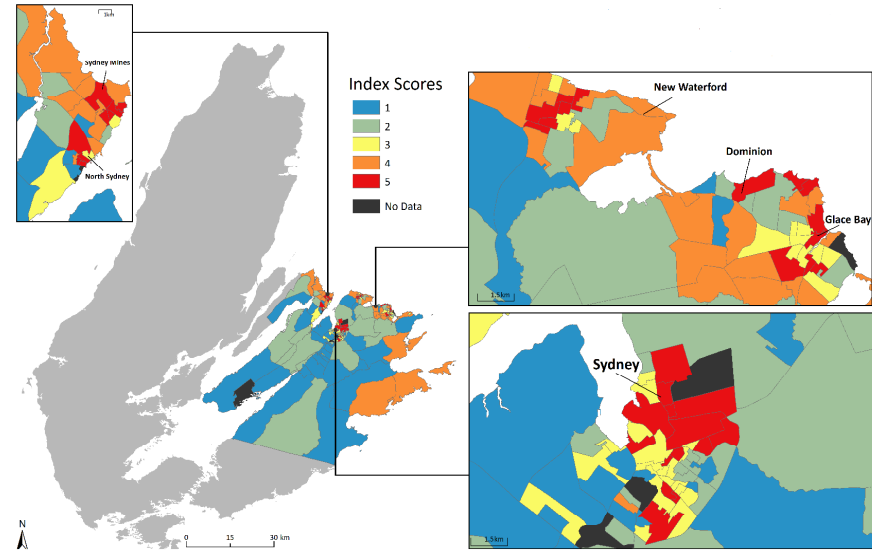 1km
Sydney Mines
North Sydney
Index Scores
1
2
3
4
5
No Data
New Waterford
Dominion
Glace Bay
1.5km
Sydney
1.5km
N
0 15 30 km